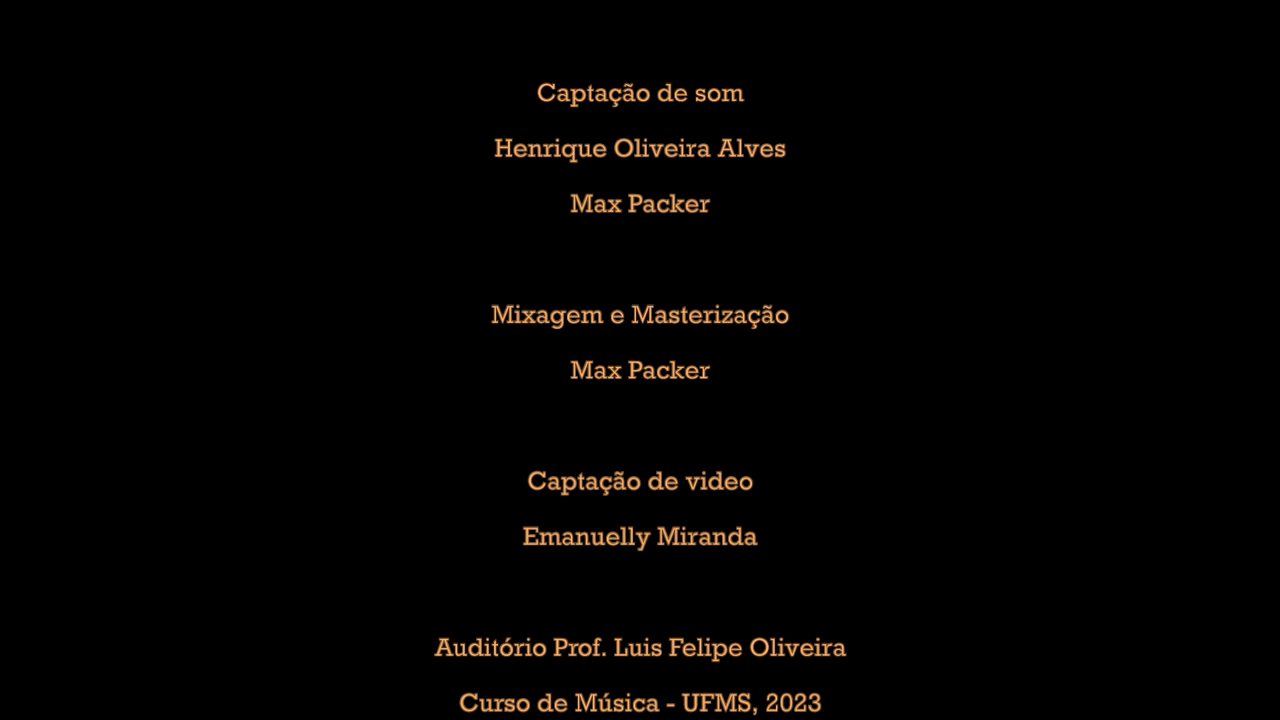 Captação de som
Henrique Oliveira Alves
Max Packer
Mixagem e Masterização
Max Packer
Captação de video
Emanuelly Miranda
Auditório Prof. Luis Felipe Oliveira
Curso de Música - UFMS, 2023